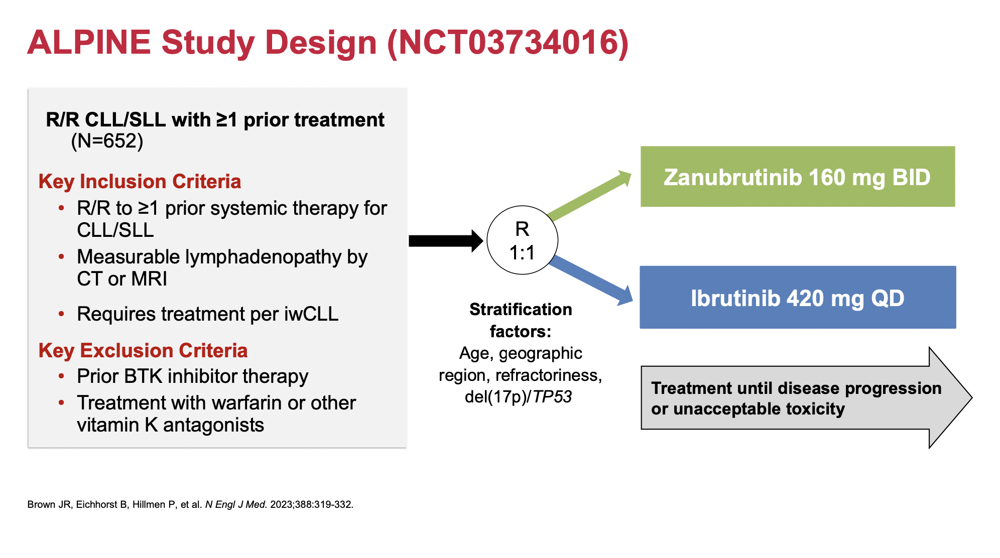 ALPINE Study Design (NCT03734016)
R/R CLL/SLL with ≥1 prior treatment
(N=652)
Key Inclusion Criteria
• R/R to ≥1 prior systemic therapy for
CLL/SLL
• Measurable lymphadenopathy by
CT or MRI
• Requires treatment per iwCLL
Key Exclusion Criteria
• Prior BTK inhibitor therapy
• Treatment with warfarin or other
vitamin K antagonists
R
1:1
Stratification
factors:
Age, geographic
region, refractoriness,
del(17p)/TP53
Zanubrutinib 160 mg BID
Ibrutinib 420 mg QD
Treatment until disease progression
or unacceptable toxicity
Brown JR, Eichhorst B, Hillmen P, et al. N Engl J Med. 2023;388:319-332.